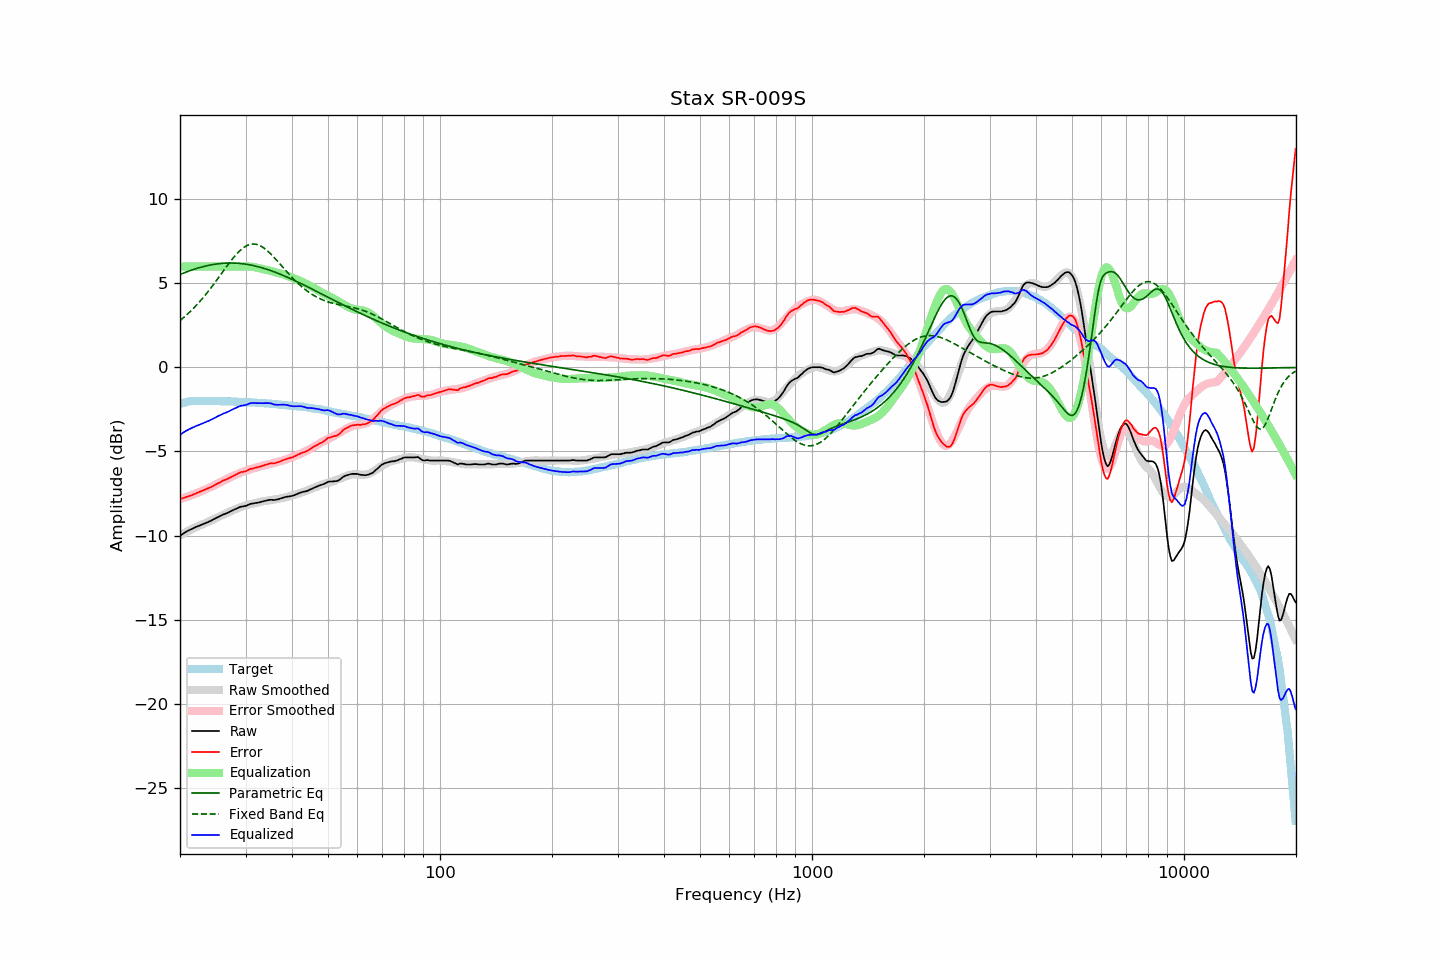 Stax SR-009S
Amplitude (dBr)
10
5
0
−5
−10
−15
−20
−25
Target
Raw Smoothed
Error Smoothed
Raw
Error
Equalization
Parametric Eq
Fixed Band Eq
Equalized
100
1000
10000
Frequency (Hz)